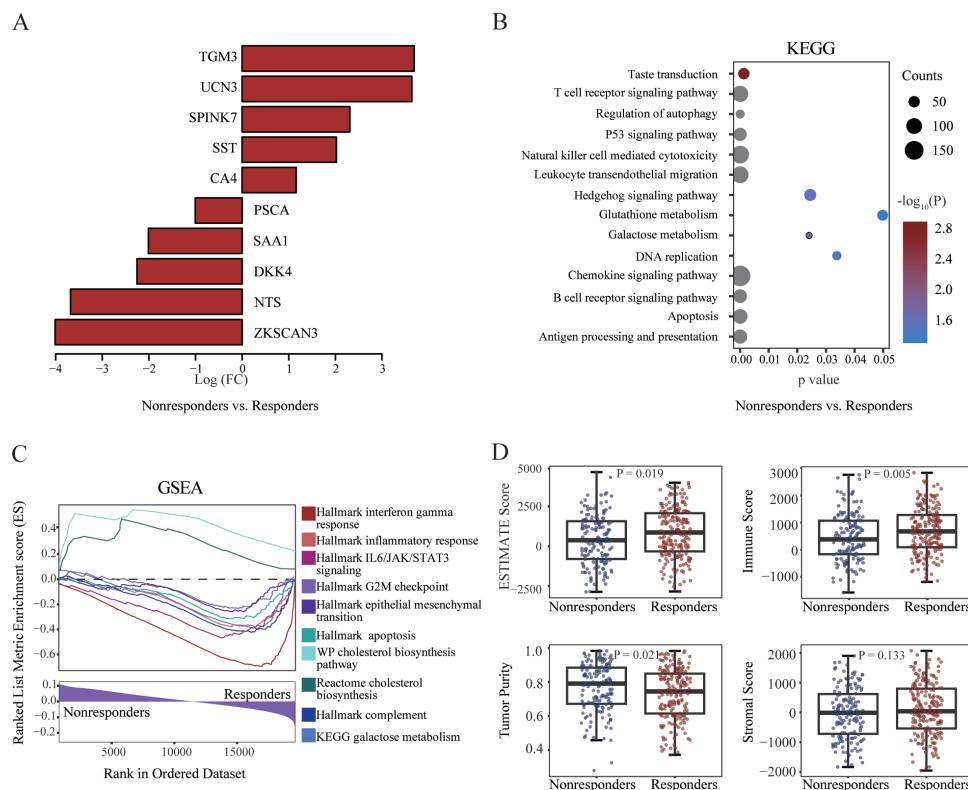 A
TGM3
UCN3
SPINK7
SST
CA4
PSCA
SAA1
DKK4
NTS
ZKSCAN3
−4 −3 −2 −1 0 1 2 3
Log (FC)
Nonresponders vs. Responders
B
KEGG
Taste transduction
T cell receptor signaling pathway
Regulation of autophagy
P53 signaling pathway
Natural killer cell mediated cytotoxicity
Leukocyte transendothelial migration
Hedgehog signaling pathway
Glutathione metabolism
Galactose metabolism
DNA replication
Chemokine signaling pathway
B cell receptor signaling pathway
Apoptosis
Antigen processing and presentation
0.00 0.01 0.02 0.03 0.04 0.05
p value
Nonresponders vs. Responders
Counts
50
100
150
-log10(P)
2.8
2.4
2.0
1.6
C
GSEA
Ranked List Metric Enrichment score (ES)
0.4
0.2
0.0
−0.2
−0.4
−0.6
0.1
0.0
−0.1
−0.2
Responders
Nonresponders
5000 10000 15000
Rank in Ordered Dataset
Hallmark interferon gamma
response
Hallmark inflammatory response
Hallmark IL6/JAK/STAT3
signaling
Hallmark G2M checkpoint
Hallmark epithelial mesenchymal
transition
Hallmark apoptosis
WP cholesterol biosynthesis
pathway
Reactome cholesterol
biosynthesis
Hallmark complement
KEGG galactose metabolism
D
ESTIMATE Score
5000
2500
0
−2500
P = 0.019
Nonresponders Responders
Immune Score
3000
2000
1000
0
−1000
P = 0.005
Nonresponders Responders
Tumor Purity
1.0
0.8
0.6
0.4
P = 0.021
Nonresponders Responders
Stromal Score
2000
1000
0
−1000
−2000
P = 0.133
Nonresponders Responders